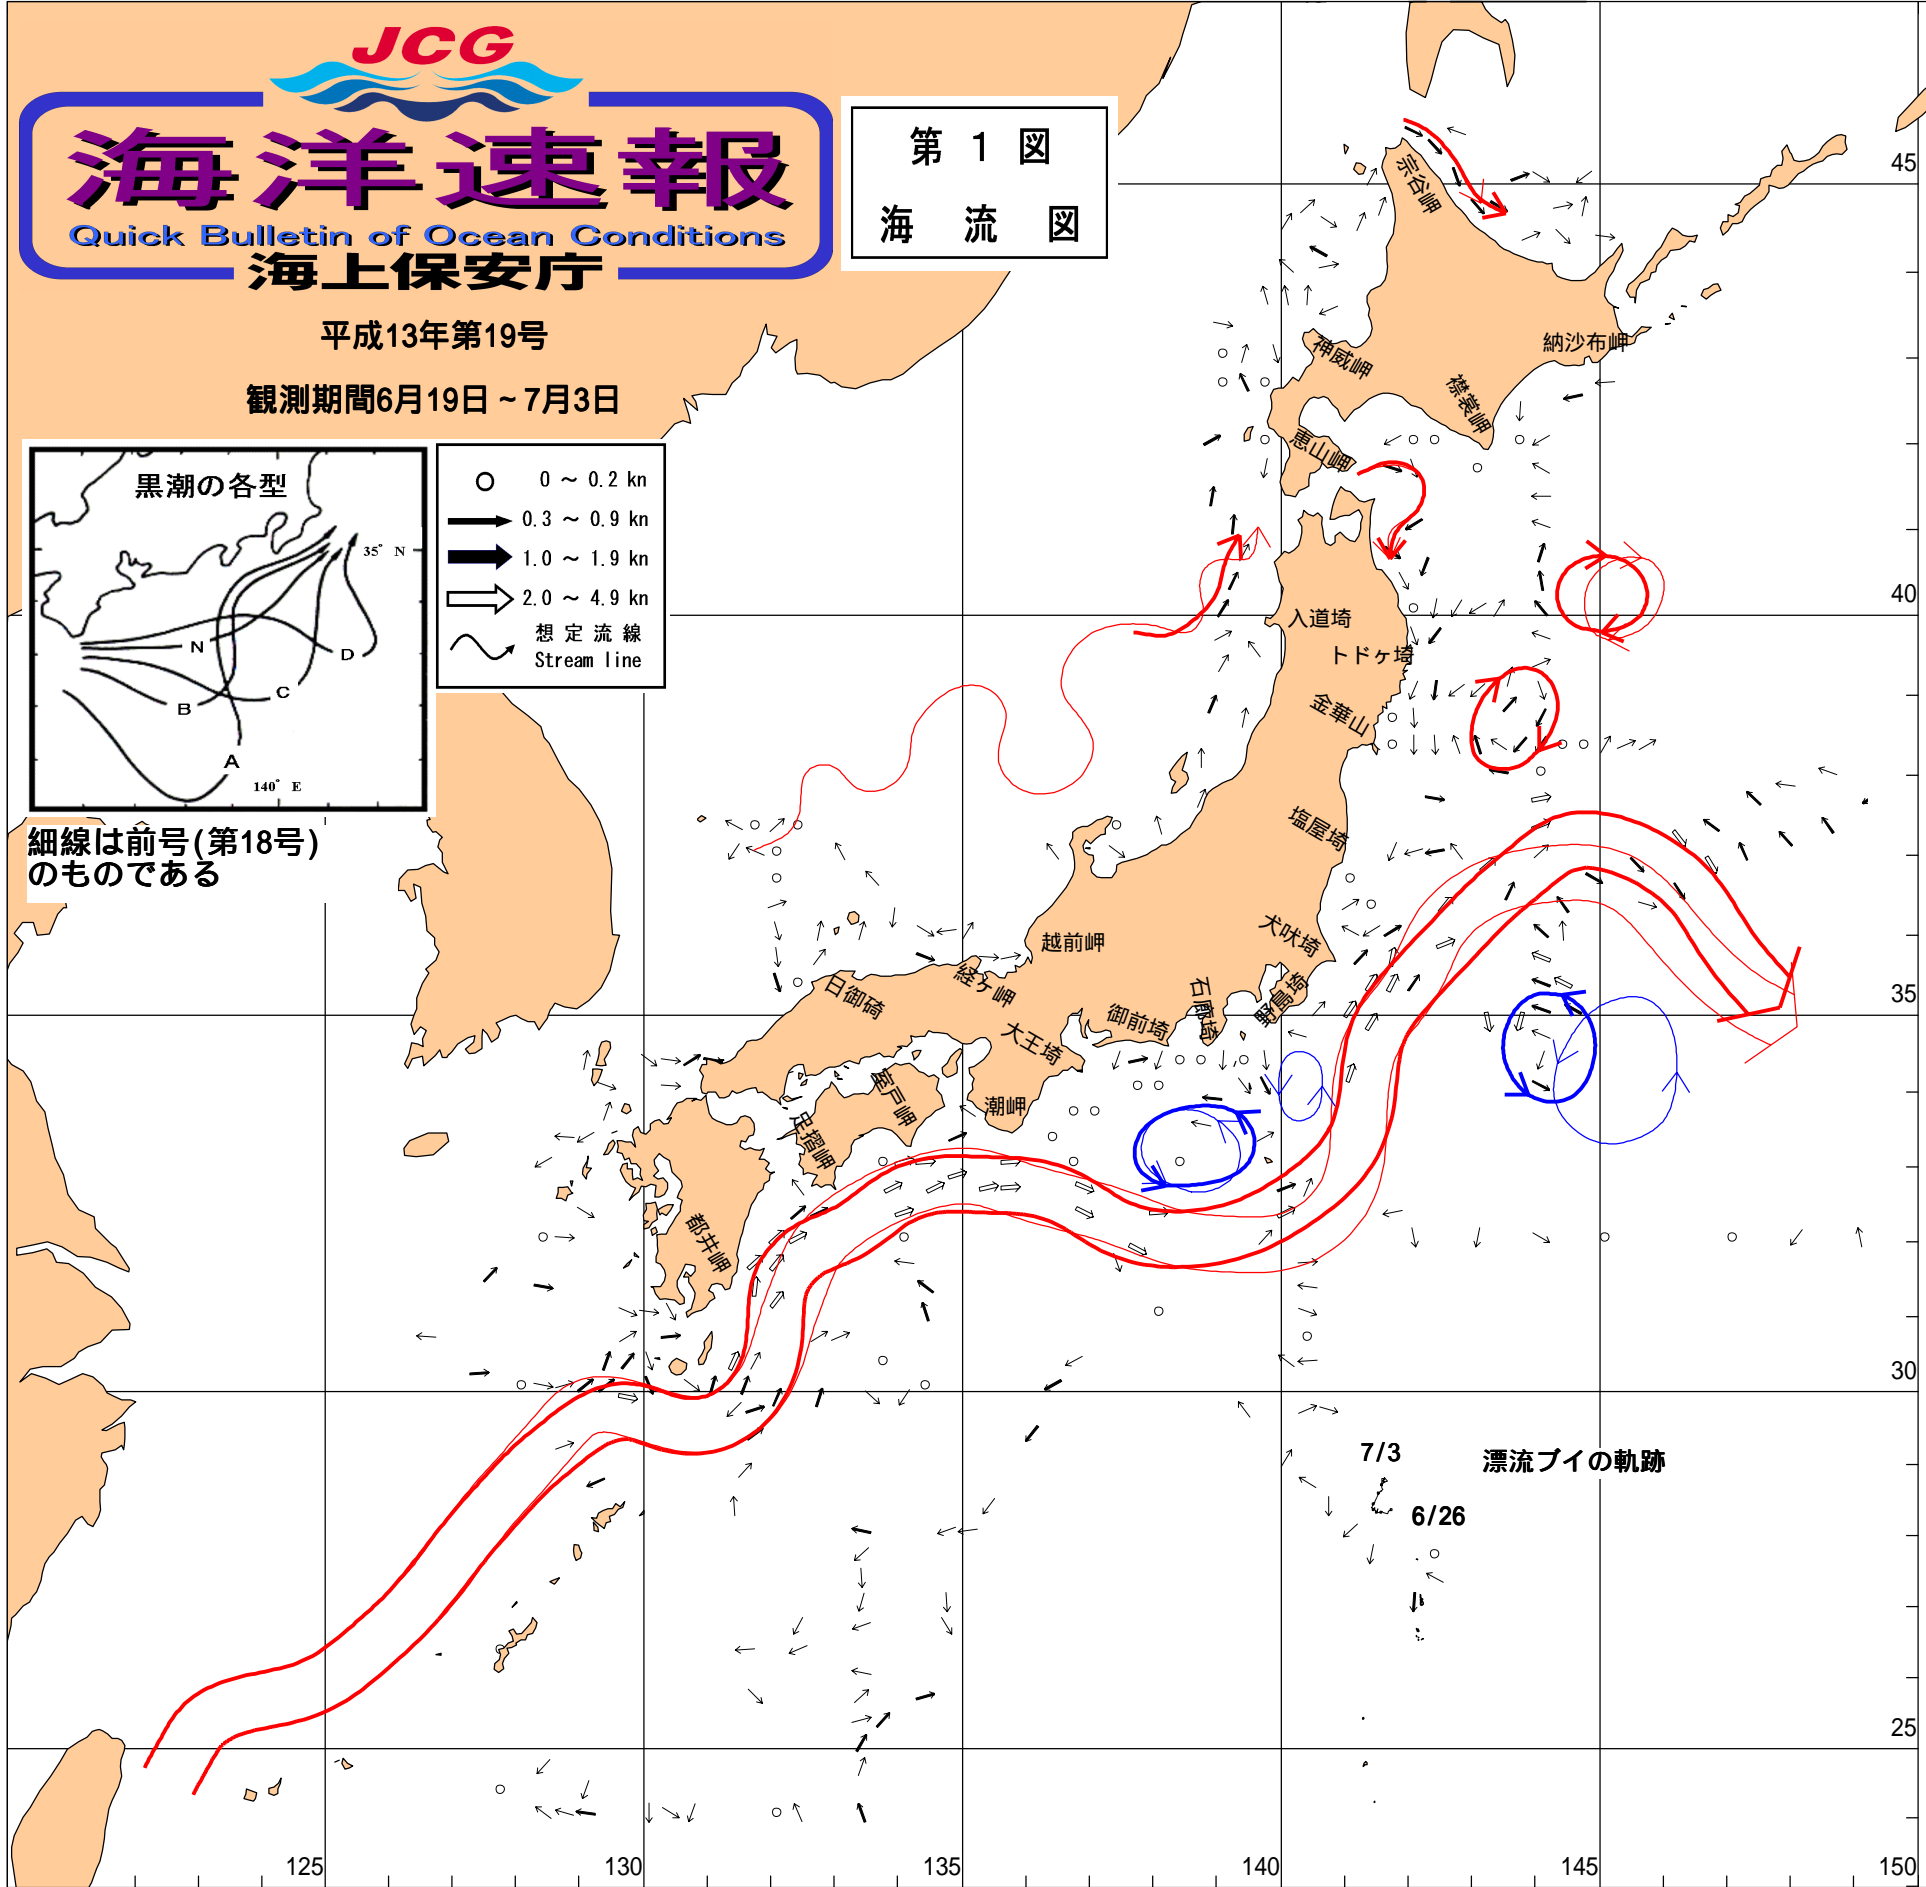 JCG
海洋速報
Quick Bulletin of Ocean Conditions
海上保安庁
平成13年第19号
観測期間6月19日~7月3日
第 1 図
海 流 図
黒潮の各型
35° N
N
D
B
C
A
140° E
0 ~ 0.2 kn
0.3 ~ 0.9 kn
1.0 ~ 1.9 kn
2.0 ~ 4.9 kn
想定流線
Stream line
細線は前号(第18号)
のものである
宗谷岬
納沙布岬
神威岬
襟裳岬
恵山岬
入道埼
トドヶ埼
金華山
塩屋埼
犬吠埼
越前岬
経ヶ岬
日御碕
石廊埼
野島埼
御前埼
大王埼
室戸岬
潮岬
足摺岬
都井岬
7/3
漂流ブイの軌跡
6/26
45
40
35
30
25
125
130
135
140
145
150